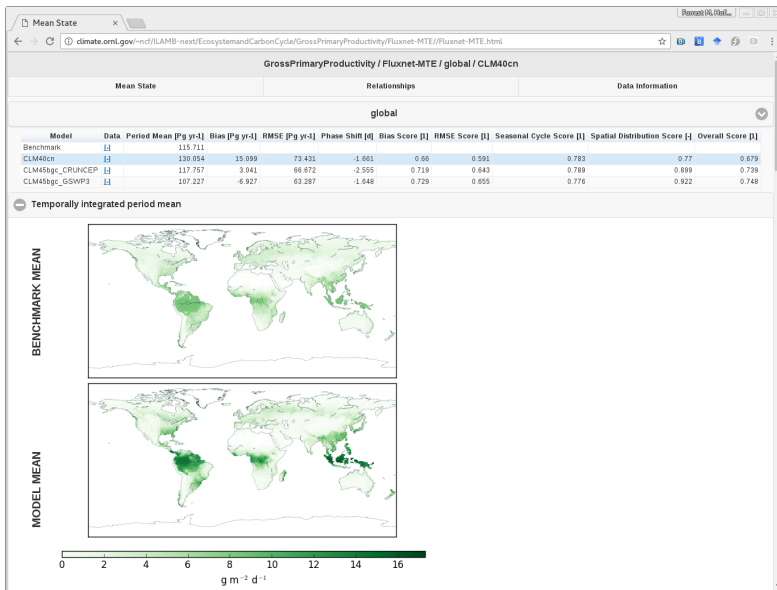 Mean State
Forrest M. Hof...
climate.ornl.gov/~ncf/ILAMB-next/EcosystemandCarbonCycle/GrossPrimaryProductivity/Fluxnet-MTE//Fluxnet-MTE.html
GrossPrimaryProductivity / Fluxnet-MTE / global / CLM40cn
Mean State Relationships Data Information
global
Model Data Period Mean [Pg yr-1] Bias [Pg yr-1] RMSE [Pg yr-1] Phase Shift [d] Bias Score [1] RMSE Score [1] Seasonal Cycle Score [1] Spatial Distribution Score [-] Overall Score [1]
Benchmark [-] 115.711
CLM40cn [-] 130.054 15.099 73.431 -1.661 0.66 0.591 0.783 0.77 0.679
CLM45bgc_CRUNCEP [-] 117.757 3.041 66.672 -2.555 0.719 0.643 0.789 0.899 0.739
CLM45bgc_GSWP3 [-] 107.227 -6.927 63.287 -1.648 0.729 0.655 0.776 0.922 0.748
Temporally integrated period mean
BENCHMARK MEAN
MODEL MEAN
0 2 4 6 8 10 12 14 16
g m⁻² d⁻¹